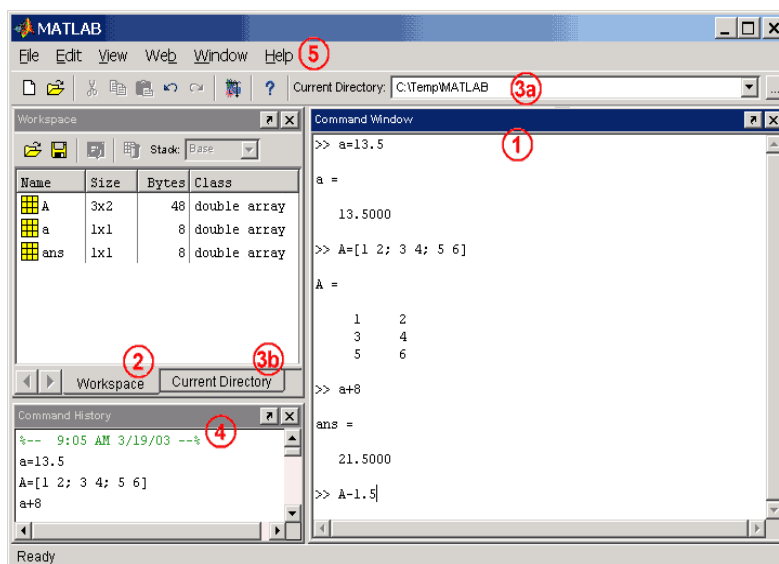 MATLAB
File Edit View Web Window Help 5
? Current Directory: C:\Temp\MATLAB 3a ...
Workspace
Stack: Base
Name Size Bytes Class
A 3x2 48 double array
a 1x1 8 double array
ans 1x1 8 double array
2 3b
Workspace Current Directory
Command History 4
%-- 9:05 AM 3/19/03 --%
a=13.5
A=[1 2; 3 4; 5 6]
a+8
Command Window
1
>> a=13.5
a =
13.5000
>> A=[1 2; 3 4; 5 6]
A =
1 2
3 4
5 6
>> a+8
ans =
21.5000
>> A-1.5
Ready